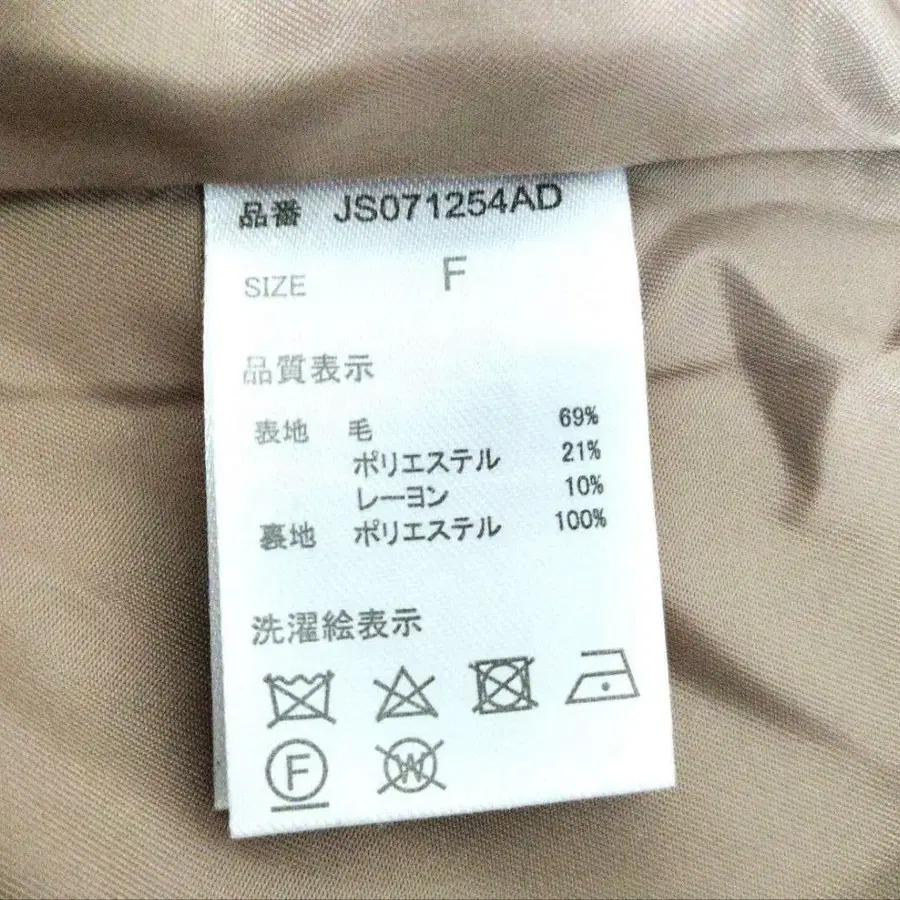 品番 JS071254AD
SIZE F
品質表示
表地 毛 69%
ポリエステル 21%
レーヨン 10%
裏地 ポリエステル 100%
洗濯絵表示
F W